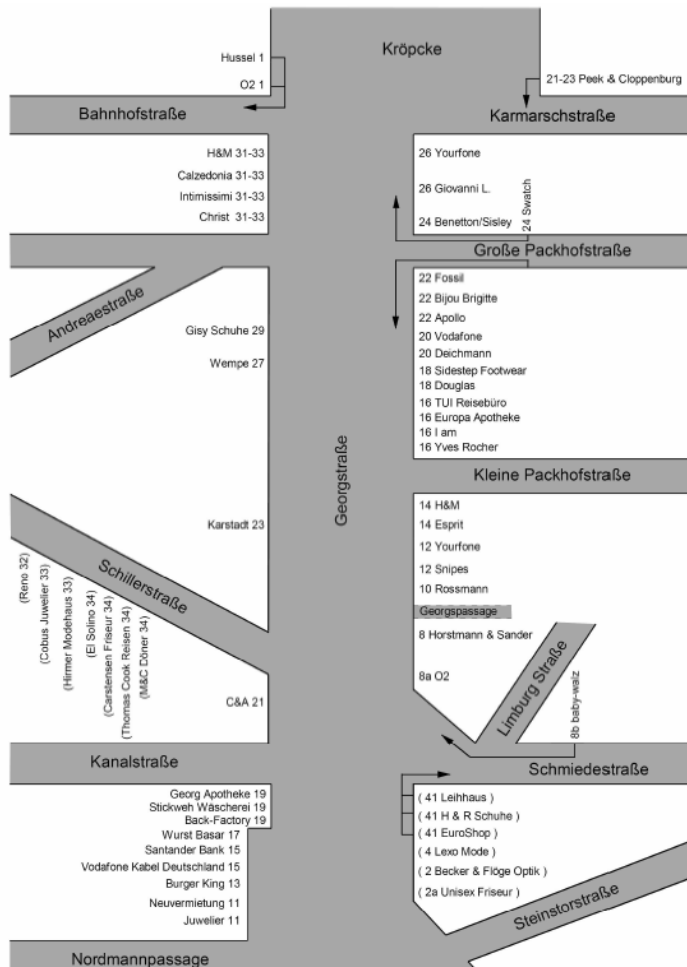 Kröpcke
Hussel 1
O2 1
21-23 Peek & Cloppenburg
Bahnhofstraße
Karmarschstraße
H&M 31-33
Calzedonia 31-33
Intimissimi 31-33
Christ 31-33
26 Yourfone
26 Giovanni L.
24 Swatch
24 Benetton/Sisley
Große Packhofstraße
Andreaestraße
Gisy Schuhe 29
Wempe 27
Karstadt 23
22 Fossil
22 Bijou Brigitte
22 Apollo
20 Vodafone
20 Deichmann
18 Sidestep Footwear
18 Douglas
16 TUI Reisebüro
16 Europa Apotheke
16 I am
16 Yves Rocher
Georgstraße
Kleine Packhofstraße
14 H&M
14 Esprit
12 Yourfone
12 Snipes
10 Rossmann
Georgspassage
8 Horstmann & Sander
8a O2
Limburg Straße
8b baby-walz
Schillerstraße
(Reno 32)
(Cobus Juwelier 33)
(Hirmer Modehaus 33)
(El Solino 34)
(Carstensen Friseur 34)
(Thomas Cook Reisen 34)
(M&C Döner 34)
C&A 21
Kanalstraße
Schmiedestraße
Georg Apotheke 19
Stickweh Wäscherei 19
Back-Factory 19
Wurst Basar 17
Santander Bank 15
Vodafone Kabel Deutschland 15
Burger King 13
Neuvermietung 11
Juwelier 11
( 41 Leihhaus )
( 41 H & R Schuhe )
( 41 EuroShop )
( 4 Lexo Mode )
( 2 Becker & Flöge Optik )
( 2a Unisex Friseur )
Steinstorstraße
Nordmannpassage